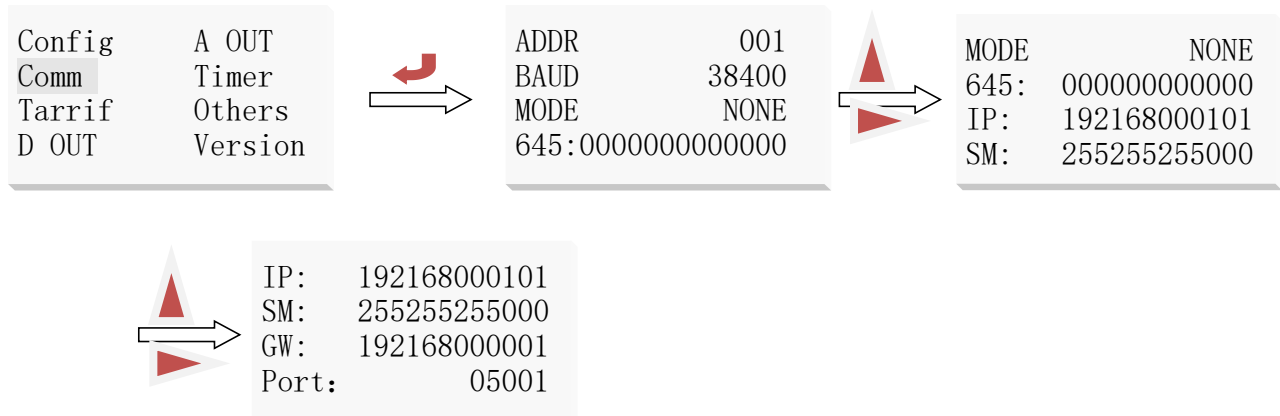 Config A OUT
Comm Timer
Tarrif Others
D OUT Version
ADDR 001
BAUD 38400
MODE NONE
645:0000000000000
MODE NONE
645: 000000000000
IP: 192168000101
SM: 255255255000
IP: 192168000101
SM: 255255255000
GW: 192168000001
Port: 05001